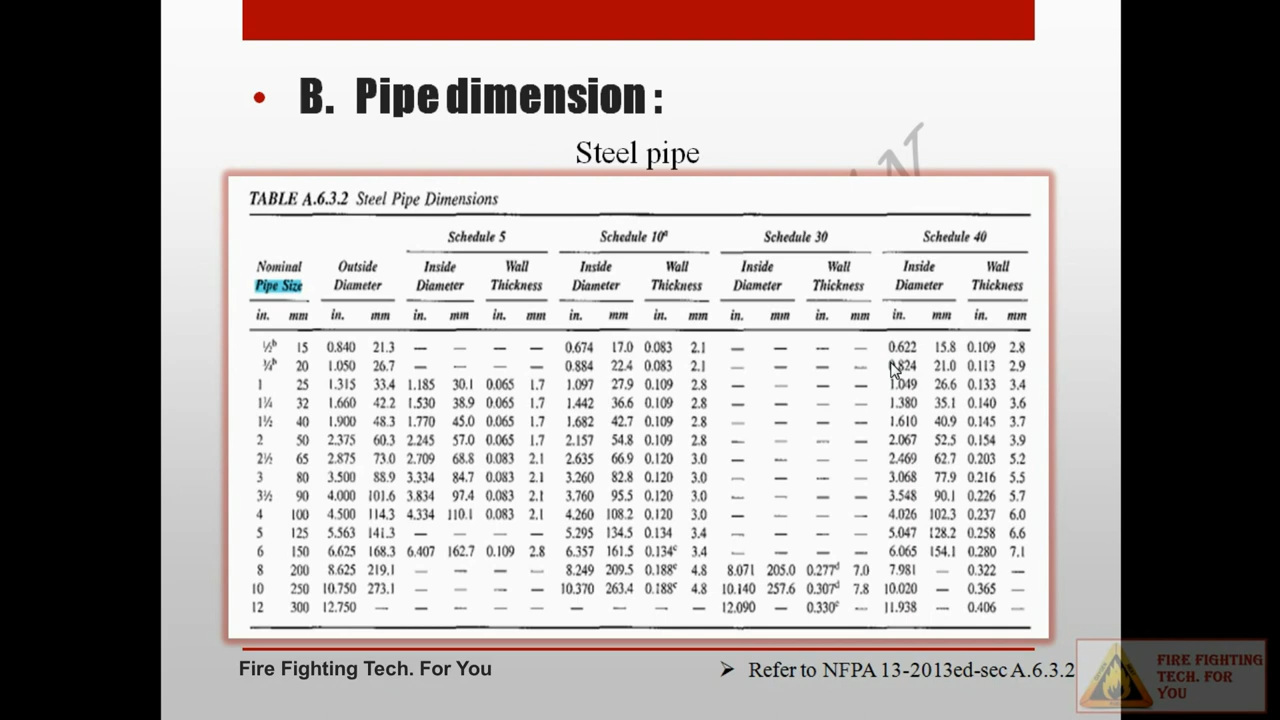 • B. Pipe dimension :
Steel pipe
TABLE A.6.3.2 Steel Pipe Dimensions
Schedule 5 Schedule 10ᵃ Schedule 30 Schedule 40
Nominal Outside Inside Wall Inside Wall Inside Wall Inside Wall
Pipe Size Diameter Diameter Thickness Diameter Thickness Diameter Thickness Diameter Thickness
in. mm in. mm in. mm in. mm in. mm in. mm in. mm in. mm in. mm in. mm
½ᵇ 15 0.840 21.3 — — — — 0.674 17.0 0.083 2.1 — — — — 0.622 15.8 0.109 2.8
¾ᵇ 20 1.050 26.7 — — — — 0.884 22.4 0.083 2.1 — — — — 0.824 21.0 0.113 2.9
1 25 1.315 33.4 1.185 30.1 0.065 1.7 1.097 27.9 0.109 2.8 — — — — 1.049 26.6 0.133 3.4
1¼ 32 1.660 42.2 1.530 38.9 0.065 1.7 1.442 36.6 0.109 2.8 — — — — 1.380 35.1 0.140 3.6
1½ 40 1.900 48.3 1.770 45.0 0.065 1.7 1.682 42.7 0.109 2.8 — — — — 1.610 40.9 0.145 3.7
2 50 2.375 60.3 2.245 57.0 0.065 1.7 2.157 54.8 0.109 2.8 — — — — 2.067 52.5 0.154 3.9
2½ 65 2.875 73.0 2.709 68.8 0.083 2.1 2.635 66.9 0.120 3.0 — — — — 2.469 62.7 0.203 5.2
3 80 3.500 88.9 3.334 84.7 0.083 2.1 3.260 82.8 0.120 3.0 — — — — 3.068 77.9 0.216 5.5
3½ 90 4.000 101.6 3.834 97.4 0.083 2.1 3.760 95.5 0.120 3.0 — — — — 3.548 90.1 0.226 5.7
4 100 4.500 114.3 4.334 110.1 0.083 2.1 4.260 108.2 0.120 3.0 — — — — 4.026 102.3 0.237 6.0
5 125 5.563 141.3 — — — — 5.295 134.5 0.134 3.4 — — — — 5.047 128.2 0.258 6.6
6 150 6.625 168.3 6.407 162.7 0.109 2.8 6.357 161.5 0.134ᶜ 3.4 — — — — 6.065 154.1 0.280 7.1
8 200 8.625 219.1 — — — — 8.249 209.5 0.188ᶜ 4.8 8.071 205.0 0.277ᵈ 7.0 7.981 — 0.322 —
10 250 10.750 273.1 — — — — 10.370 263.4 0.188ᶜ 4.8 10.140 257.6 0.307ᵈ 7.8 10.020 — 0.365 —
12 300 12.750 — — — — — — — — — 12.090 — 0.330ᶜ — 11.938 — 0.406 —
Fire Fighting Tech. For You
➢ Refer to NFPA 13-2013ed-sec A.6.3.2
FIRE FIGHTING
TECH. FOR
YOU